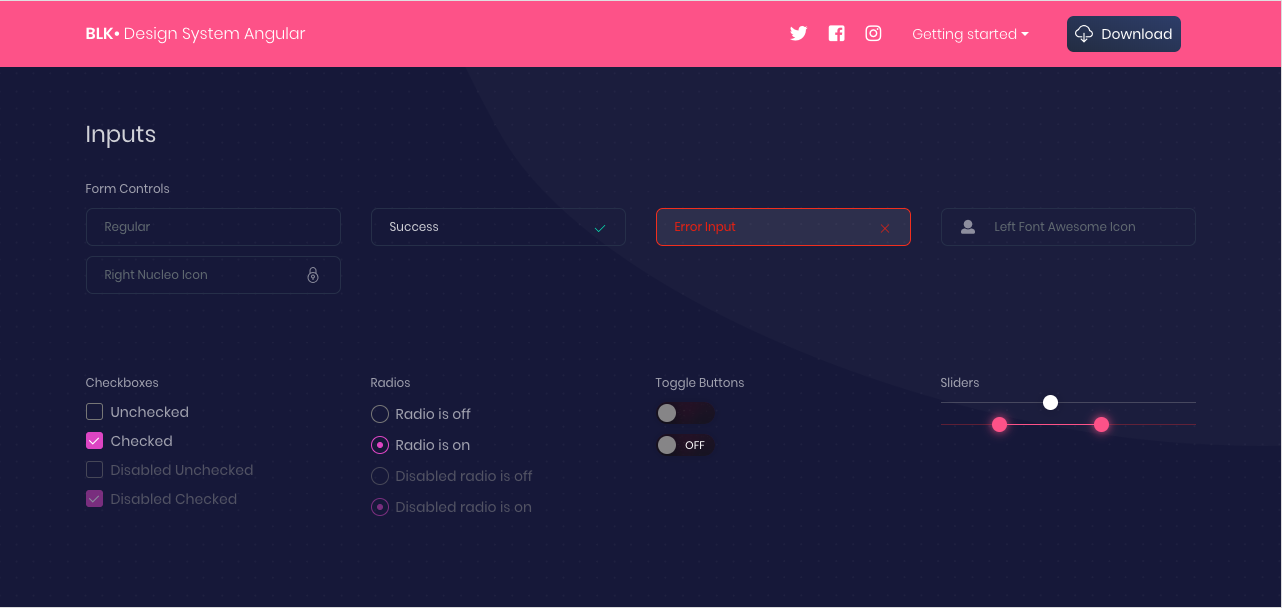 BLK• Design System Angular
Getting started
Download
Inputs
Form Controls
Regular
Success
Error Input
Left Font Awesome Icon
Right Nucleo Icon
Checkboxes
Unchecked
Checked
Disabled Unchecked
Disabled Checked
Radios
Radio is off
Radio is on
Disabled radio is off
Disabled radio is on
Toggle Buttons
OFF
Sliders